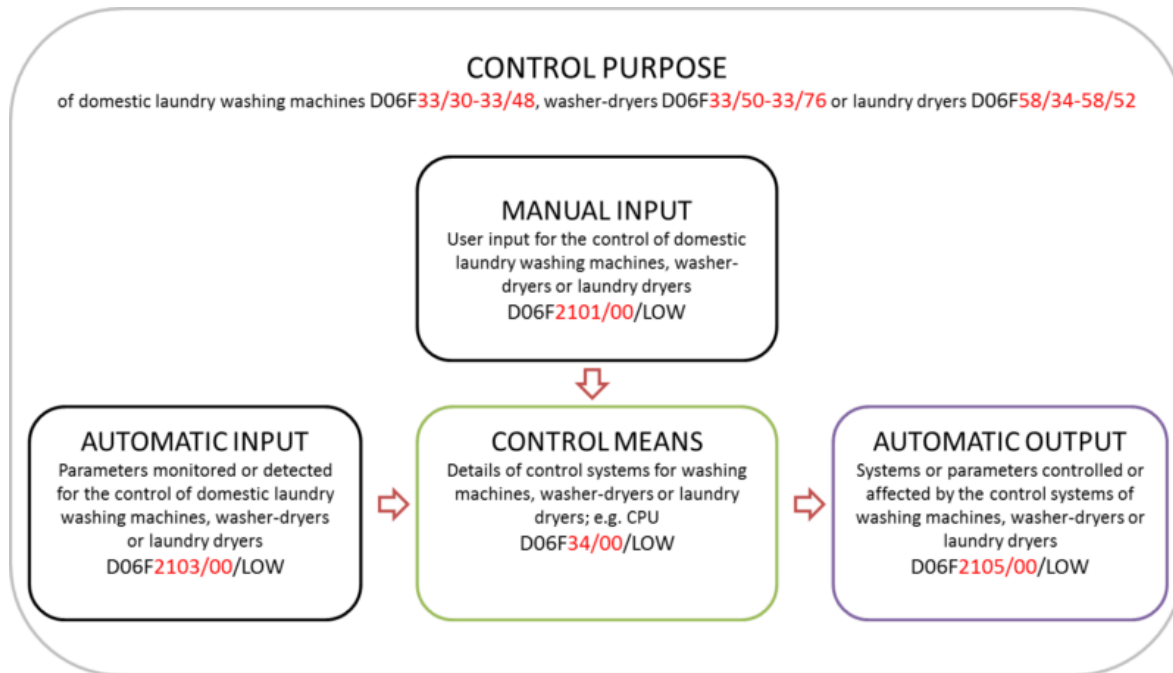 CONTROL PURPOSE
of domestic laundry washing machines D06F33/30-33/48, washer-dryers D06F33/50-33/76 or laundry dryers D06F58/34-58/52
MANUAL INPUT
User input for the control of domestic
laundry washing machines, washer-
dryers or laundry dryers
D06F2101/00/LOW
AUTOMATIC INPUT
Parameters monitored or detected
for the control of domestic laundry
washing machines, washer-dryers
or laundry dryers
D06F2103/00/LOW
CONTROL MEANS
Details of control systems for washing
machines, washer-dryers or laundry
dryers; e.g. CPU
D06F34/00/LOW
AUTOMATIC OUTPUT
Systems or parameters controlled or
affected by the control systems of
washing machines, washer-dryers or
laundry dryers
D06F2105/00/LOW